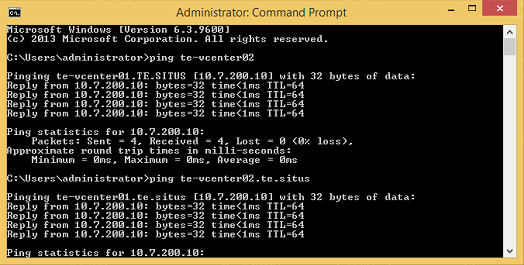 Administrator: Command Prompt
Microsoft Windows [Version 6.3.9600]
(c) 2013 Microsoft Corporation. All rights reserved.
C:\Users\administrator>ping te-vcenter02
Pinging te-vcenter01.TE.SITUS [10.7.200.10] with 32 bytes of data:
Reply from 10.7.200.10: bytes=32 time<1ms TTL=64
Reply from 10.7.200.10: bytes=32 time<1ms TTL=64
Reply from 10.7.200.10: bytes=32 time<1ms TTL=64
Reply from 10.7.200.10: bytes=32 time<1ms TTL=64
Ping statistics for 10.7.200.10:
    Packets: Sent = 4, Received = 4, Lost = 0 (0% loss),
Approximate round trip times in milli-seconds:
    Minimum = 0ms, Maximum = 0ms, Average = 0ms
C:\Users\administrator>ping te-vcenter02.te.situs
Pinging te-vcenter01.te.situs [10.7.200.10] with 32 bytes of data:
Reply from 10.7.200.10: bytes=32 time<1ms TTL=64
Reply from 10.7.200.10: bytes=32 time<1ms TTL=64
Reply from 10.7.200.10: bytes=32 time<1ms TTL=64
Reply from 10.7.200.10: bytes=32 time<1ms TTL=64
Ping statistics for 10.7.200.10: